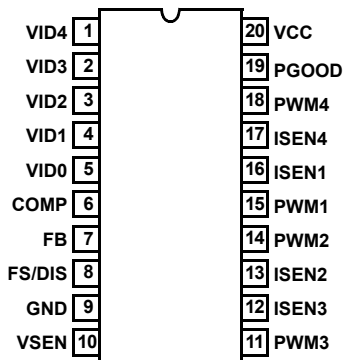 VID4 1 20 VCC
VID3 2 19 PGOOD
VID2 3 18 PWM4
VID1 4 17 ISEN4
VID0 5 16 ISEN1
COMP 6 15 PWM1
FB 7 14 PWM2
FS/DIS 8 13 ISEN2
GND 9 12 ISEN3
VSEN 10 11 PWM3